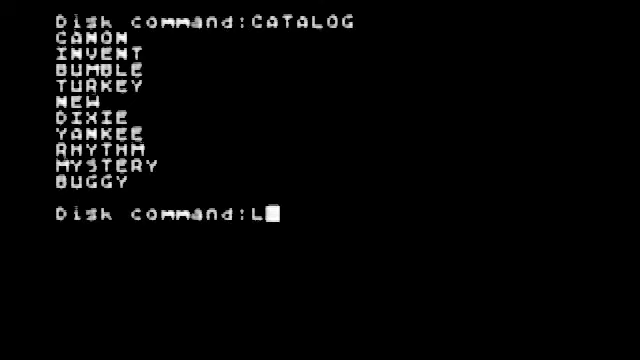 Disk command:CATALOG
CANON
INVENT
BUMBLE
TURKEY
NEW
DIXIE
YANKEE
RHYTHM
MYSTERY
BUGGY
Disk command:L